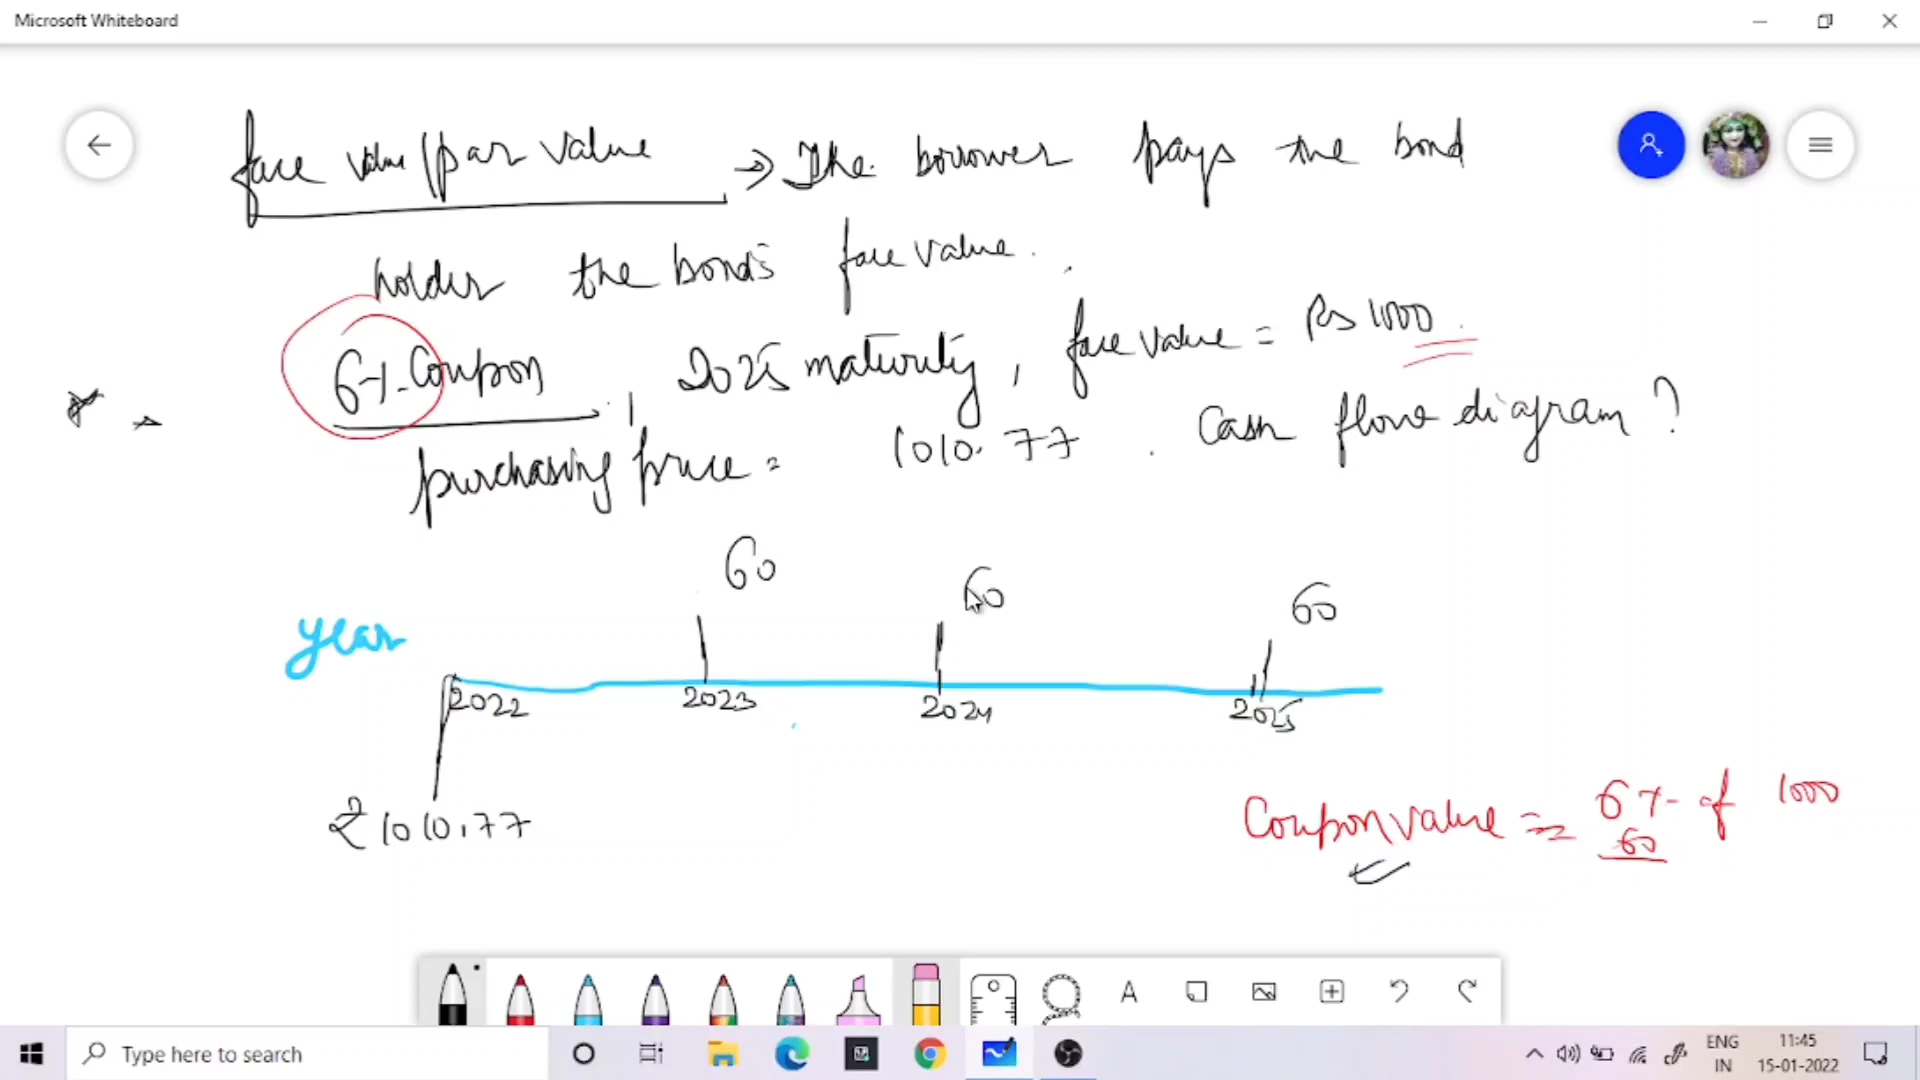 Microsoft Whiteboard
face value/par value → The borrower pays the bond
holder the bond's face value.
6% Coupon, 2025 maturity, face value = Rs 1000.
purchasing price = 1010.77. Cash flow diagram?
60 60 60
year
2022 2023 2024 2025
₹1010.77
Coupon value = 6% of 1000
60
Type here to search
ENG
IN
11:45
15-01-2022